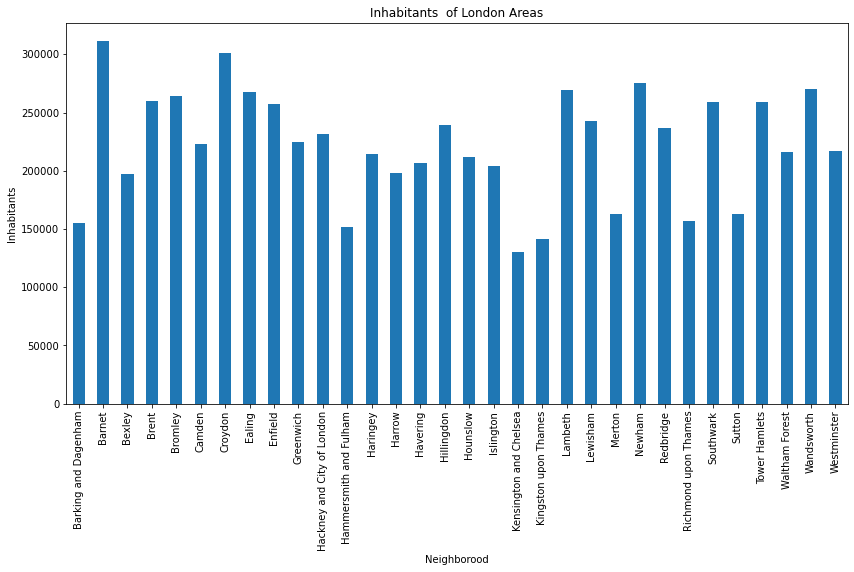 Inhabitants  of London Areas
Inhabitants
300000
250000
200000
150000
100000
50000
0
Barking and Dagenham
Barnet
Bexley
Brent
Bromley
Camden
Croydon
Ealing
Enfield
Greenwich
Hackney and City of London
Hammersmith and Fulham
Haringey
Harrow
Havering
Hillingdon
Hounslow
Islington
Kensington and Chelsea
Kingston upon Thames
Lambeth
Lewisham
Merton
Newham
Redbridge
Richmond upon Thames
Southwark
Sutton
Tower Hamlets
Waltham Forest
Wandsworth
Westminster
Neighborood